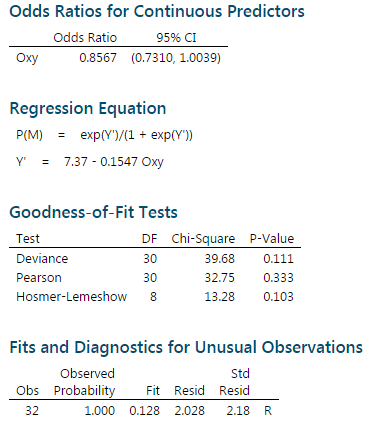 Odds Ratios for Continuous Predictors
Odds Ratio 95% CI
Oxy 0.8567 (0.7310, 1.0039)
Regression Equation
P(M) = exp(Y')/(1 + exp(Y'))
Y' = 7.37 - 0.1547 Oxy
Goodness-of-Fit Tests
Test DF Chi-Square P-Value
Deviance 30 39.68 0.111
Pearson 30 32.75 0.333
Hosmer-Lemeshow 8 13.28 0.103
Fits and Diagnostics for Unusual Observations
Observed Std
Obs Probability Fit Resid Resid
32 1.000 0.128 2.028 2.18 R